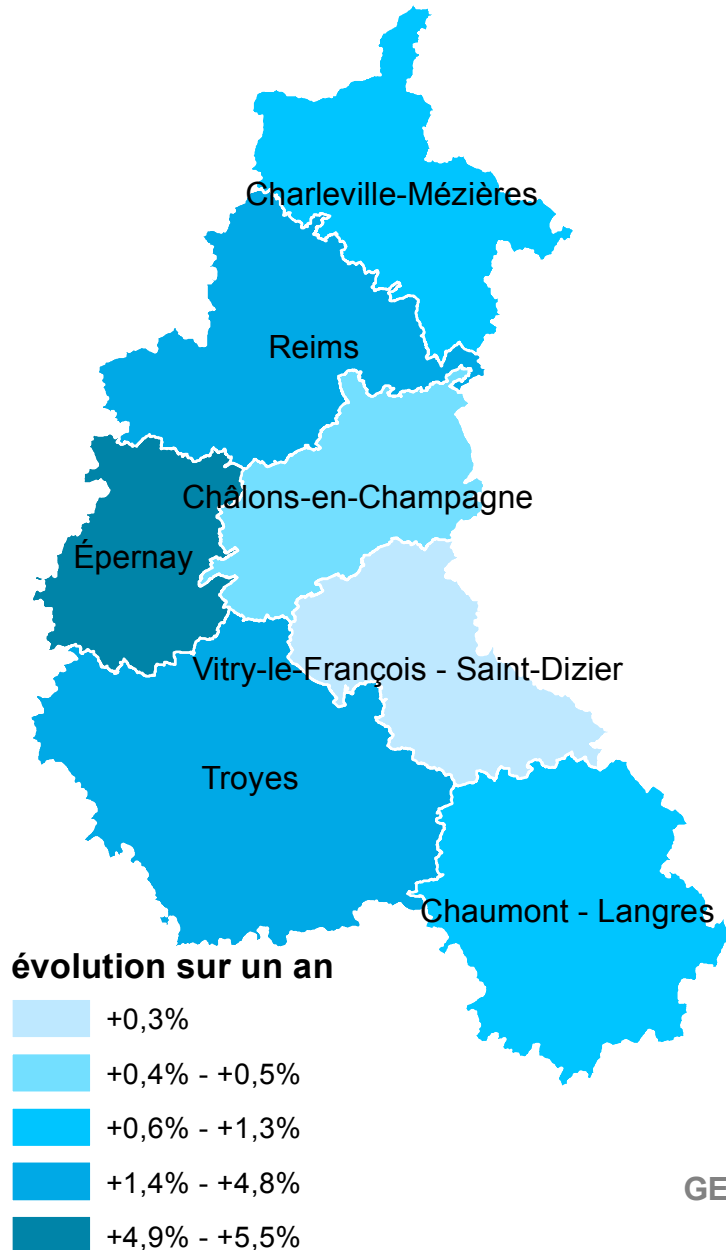 Charleville-Mézières
Reims
Châlons-en-Champagne
Épernay
Vitry-le-François - Saint-Dizier
Troyes
Chaumont - Langres
évolution sur un an
+0,3%
+0,4% - +0,5%
+0,6% - +1,3%
+1,4% - +4,8%
GE
+4,9% - +5,5%